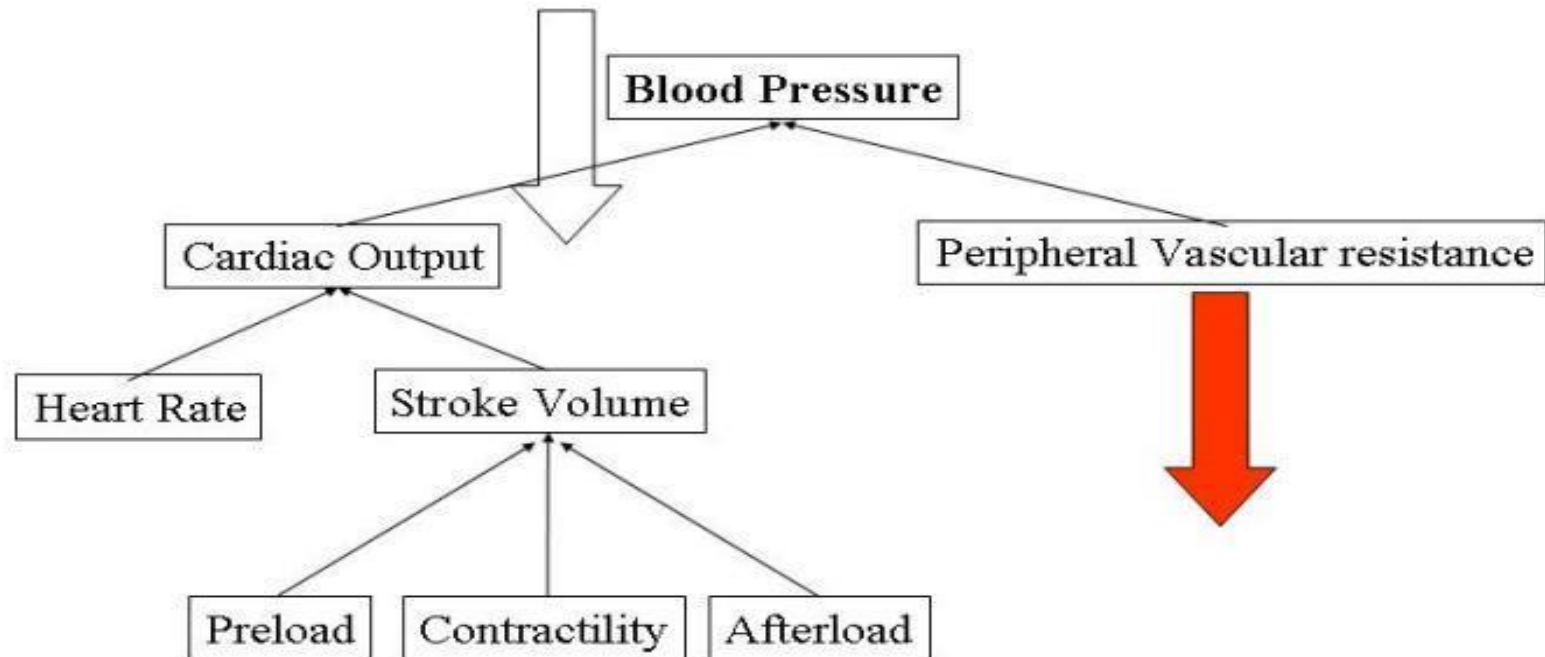 Blood Pressure
Cardiac Output
Peripheral Vascular resistance
Heart Rate
Stroke Volume
Preload
Contractility
Afterload